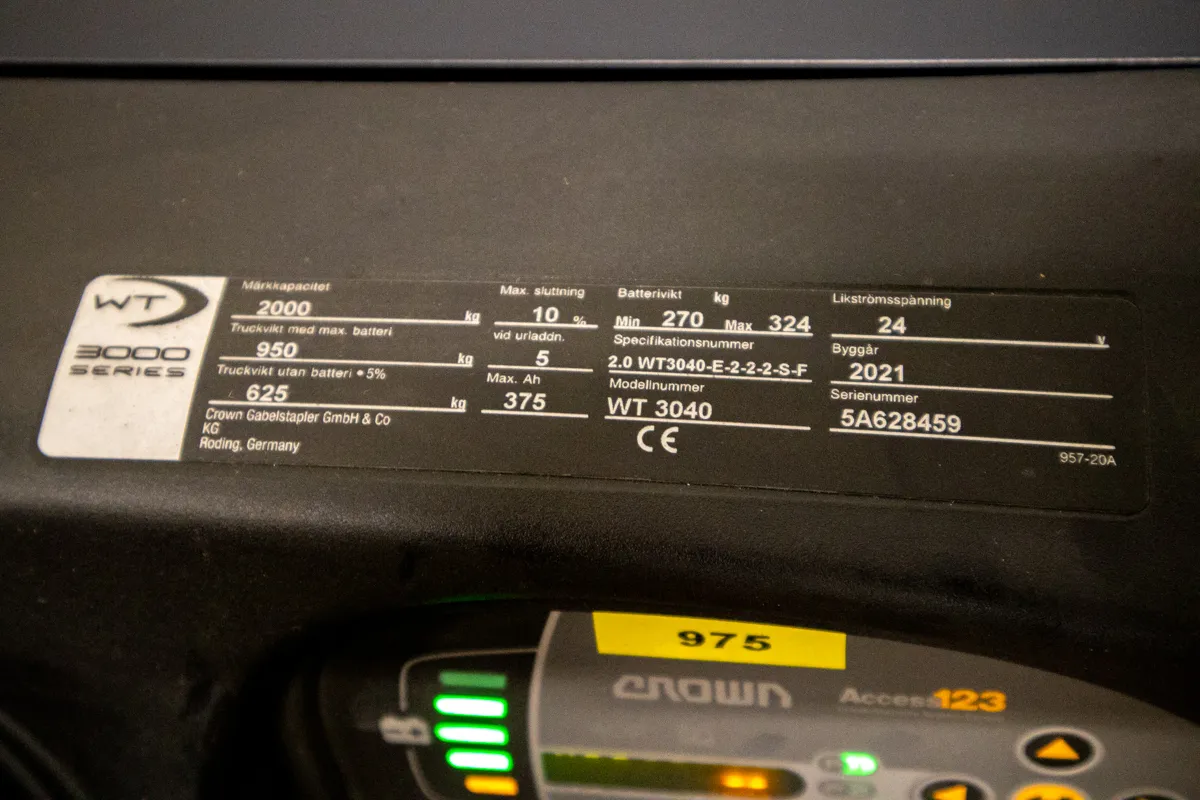 WT
3000
SERIES
Märkkapacitet
2000 kg
Truckvikt med max. batteri
950 kg
Truckvikt utan batteri • 5%
625 kg
Crown Gabelstapler GmbH & Co
KG
Roding, Germany
Max. slutning
10 %
vid urladdn.
5
Max. Ah
375
Batterivikt kg
Min 270 Max 324
Specifikationsnummer
2.0 WT3040-E-2-2-2-S-F
Modellnummer
WT 3040
CE
Likströmsspänning
24 V
Byggår
2021
Serienummer
5A628459
957-20A
975
CROWN
Access123